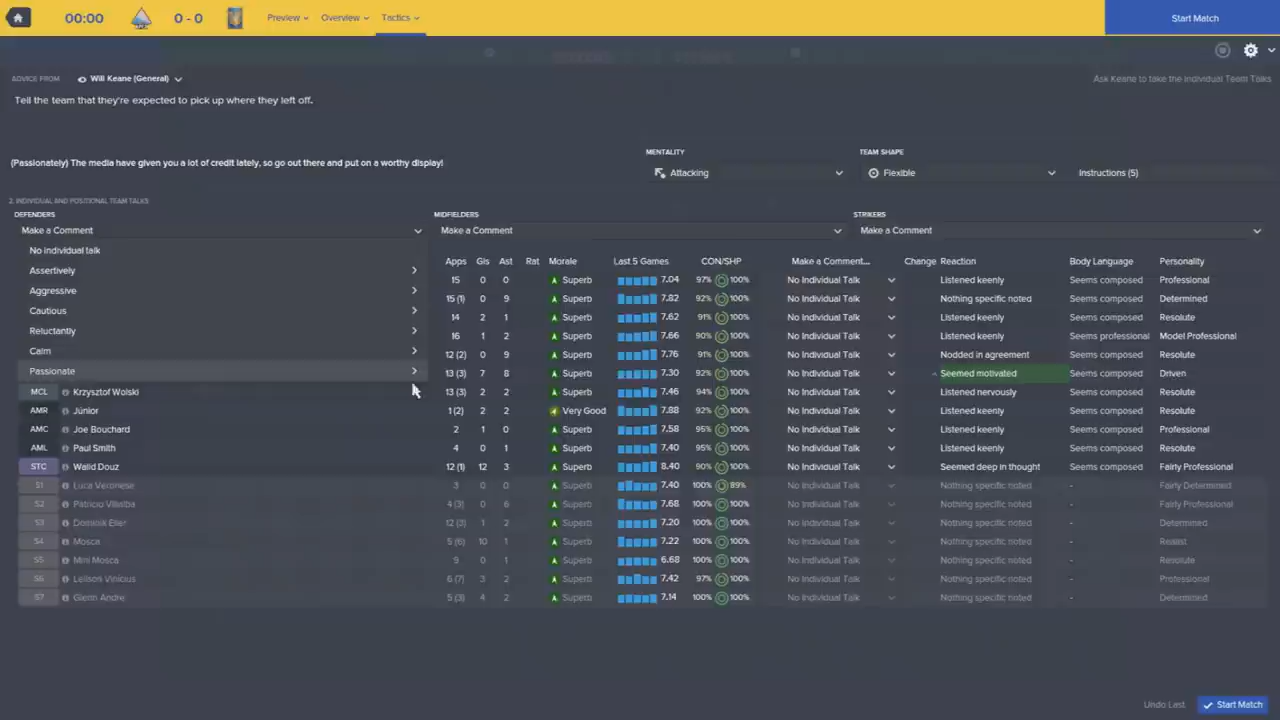 00:00 0 - 0 Preview Overview Tactics Start Match
ADVICE FROM Will Keane (General) Ask Keane to take the Individual Team Talks
Tell the team that they're expected to pick up where they left off.
MENTALITY TEAM SHAPE
(Passionately) The media have given you a lot of credit lately, so go out there and put on a worthy display!
Attacking Flexible Instructions (5)
2. INDIVIDUAL AND POSITIONAL TEAM TALKS
DEFENDERS MIDFIELDERS STRIKERS
Make a Comment Make a Comment Make a Comment
No individual talk
Apps Gls Ast Rat Morale Last 5 Games CON/SHP Make a Comment... Change Reaction Body Language Personality
Assertively
15 0 0 Superb 7.04 97% 100% No Individual Talk Listened keenly Seems composed Professional
Aggressive
15 (1) 0 9 Superb 7.82 92% 100% No Individual Talk Nothing specific noted Seems composed Determined
Cautious
14 2 1 Superb 7.62 91% 100% No Individual Talk Listened keenly Seems composed Resolute
Reluctantly
16 1 2 Superb 7.66 90% 100% No Individual Talk Listened keenly Seems professional Model Professional
Calm
12 (2) 0 9 Superb 7.76 91% 100% No Individual Talk Nodded in agreement Seems composed Resolute
Passionate
13 (3) 7 8 Superb 7.30 92% 100% No Individual Talk Seemed motivated Seems composed Driven
MCL Krzysztof Wolski 13 (3) 2 2 Superb 7.46 94% 100% No Individual Talk Listened nervously Seems composed Resolute
AMR Júnior 1 (2) 2 2 Very Good 7.88 92% 100% No Individual Talk Listened keenly Seems composed Resolute
AMC Joe Bouchard 2 1 0 Superb 7.58 95% 100% No Individual Talk Listened keenly Seems composed Professional
AML Paul Smith 4 0 1 Superb 7.40 95% 100% No Individual Talk Listened keenly Seems composed Resolute
STC Walid Douz 12 (1) 12 3 Superb 8.40 90% 100% No Individual Talk Seemed deep in thought Seems composed Fairly Professional
S1 Luca Veronese 3 0 0 Superb 7.40 100% 89% No Individual Talk Nothing specific noted - Fairly Determined
S2 Patricio Villalba 4 (3) 0 6 Superb 7.68 100% 100% No Individual Talk Nothing specific noted - Fairly Professional
S3 Dominik Eller 12 (3) 1 2 Superb 7.20 100% 100% No Individual Talk Nothing specific noted - Determined
S4 Mosca 5 (6) 10 1 Superb 7.22 100% 100% No Individual Talk Nothing specific noted - Realist
S5 Mini Mosca 9 0 1 Superb 6.68 100% 100% No Individual Talk Nothing specific noted - Resolute
S6 Leilson Vinicius 6 (7) 3 2 Superb 7.42 97% 100% No Individual Talk Nothing specific noted - Professional
S7 Glenn Andre 5 (3) 4 2 Superb 7.14 100% 100% No Individual Talk Nothing specific noted - Determined
Undo Last Start Match